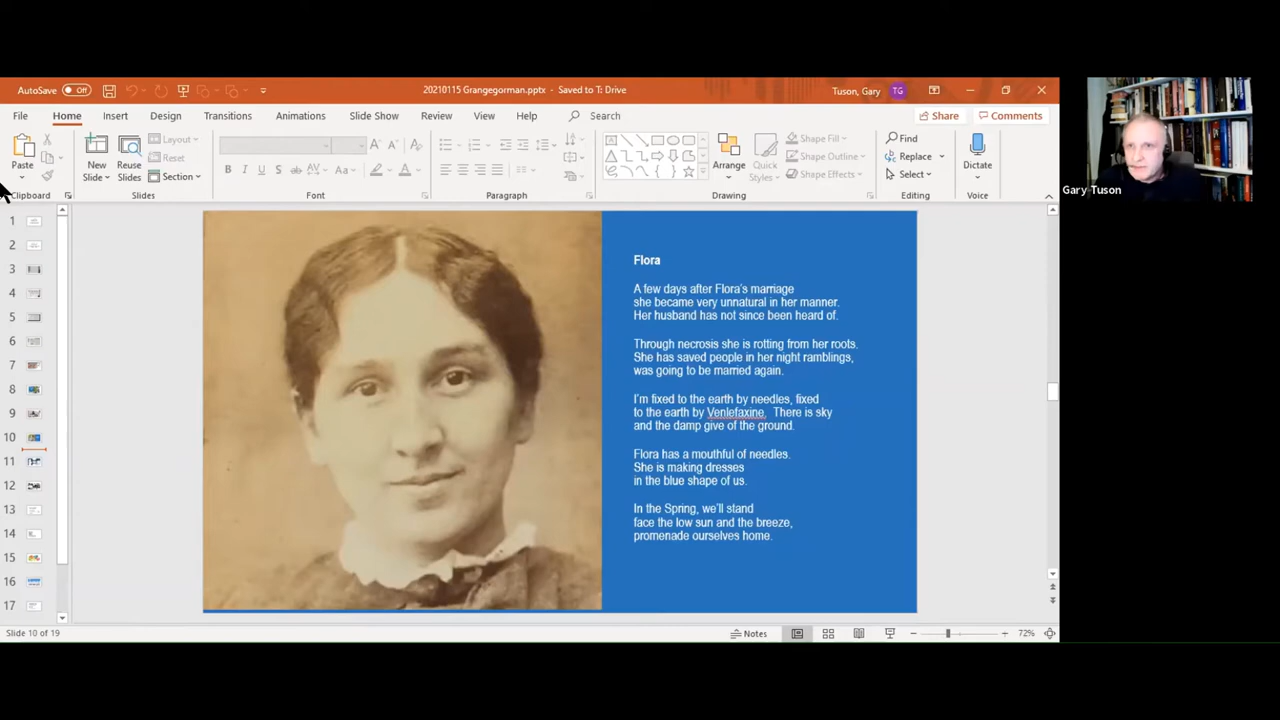 AutoSave Off
20210115 Grangegorman.pptx - Saved to T: Drive
Tuson, Gary TG
File Home Insert Draw Design Transitions Animations Slide Show Review View Help Search
Share Comments
Paste
New Slides
Reuse Slides
Layout
Reset
Section
Arrange
Quick Styles
Shape Fill
Shape Outline
Shape Effects
Find
Replace
Select
Dictate
Clipboard Slides Font Paragraph Drawing Editing Voice
Gary Tuson
1
2
3
4
5
6
7
8
9
10
11
12
13
14
15
16
17
Flora
A few days after Flora's marriage
she became very unnatural in her manner.
Her husband has not since been heard of.
Through necrosis she is rotting from her roots.
She has saved people in her night ramblings,
was going to be married again.
I'm fixed to the earth by needles, fixed
to the earth by Venlefaxine. There is sky
and the damp give of the ground.
Flora has a mouthful of needles.
She is making dresses
in the blue shape of us.
In the Spring, we'll stand
face the low sun and the breeze,
promenade ourselves home.
Slide 10 of 19
Notes
72%